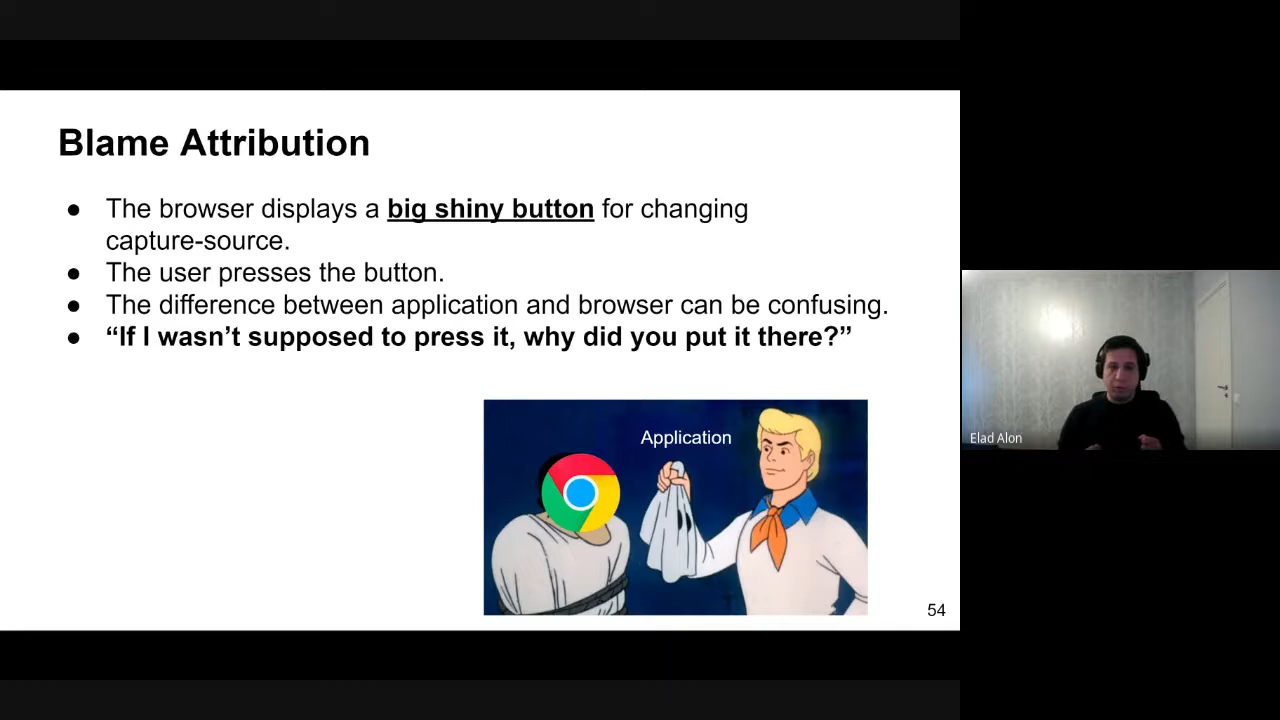 Blame Attribution
● The browser displays a big shiny button for changing
capture-source.
● The user presses the button.
● The difference between application and browser can be confusing.
● “If I wasn’t supposed to press it, why did you put it there?”
Application
54
Elad Alon